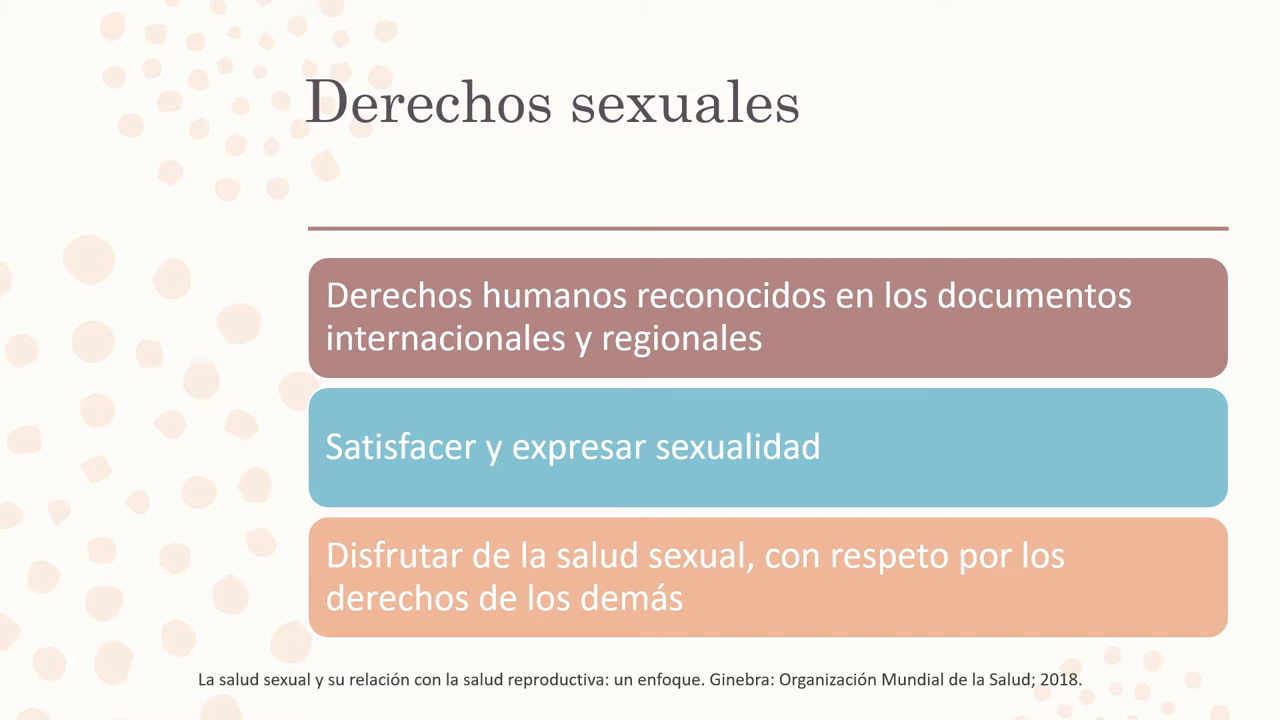 Derechos sexuales
Derechos humanos reconocidos en los documentos
internacionales y regionales
Satisfacer y expresar sexualidad
Disfrutar de la salud sexual, con respeto por los
derechos de los demás
La salud sexual y su relación con la salud reproductiva: un enfoque. Ginebra: Organización Mundial de la Salud; 2018.